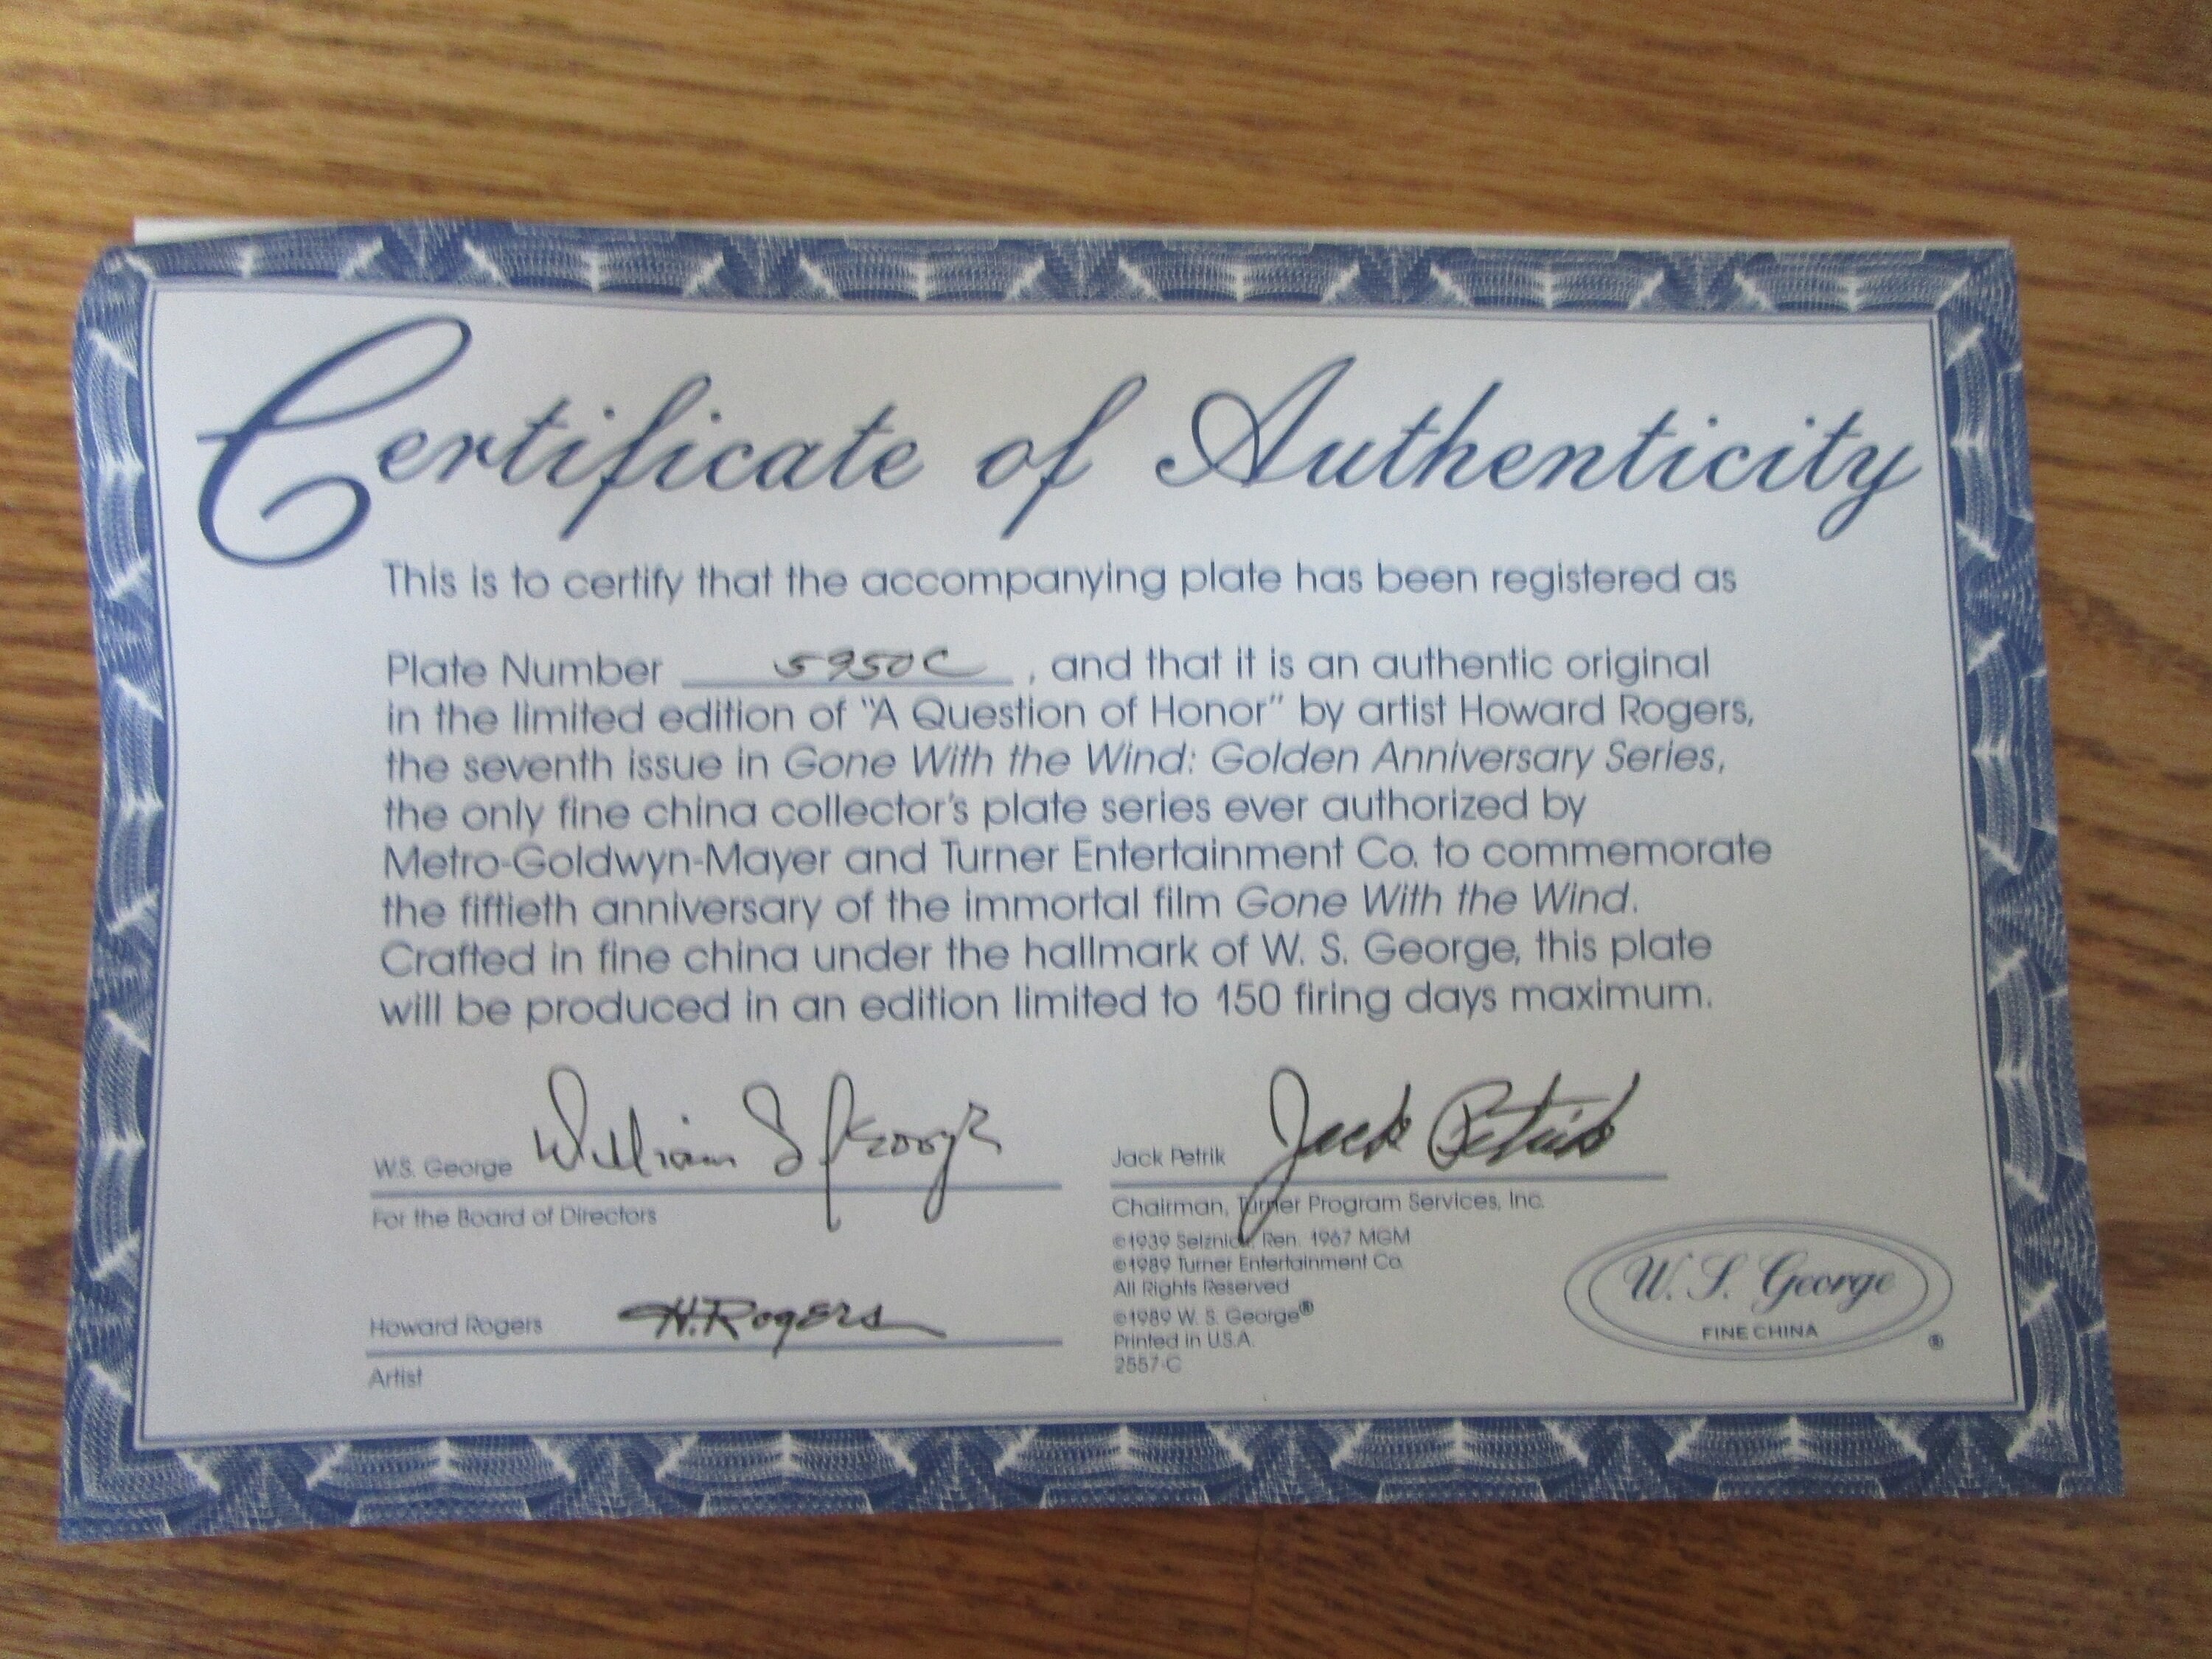 Certificate of Authenticity
This is to certify that the accompanying plate has been registered as
Plate Number 5950C, and that it is an authentic original
in the limited edition of "A Question of Honor" by artist Howard Rogers,
the seventh issue in Gone With the Wind: Golden Anniversary Series,
the only fine china collector's plate series ever authorized by
Metro-Goldwyn-Mayer and Turner Entertainment Co. to commemorate
the fiftieth anniversary of the immortal film Gone With the Wind.
Crafted in fine china under the hallmark of W. S. George, this plate
will be produced in an edition limited to 150 firing days maximum.
W.S. George William S George
For the Board of Directors
Jack Petrik Jack Petrik
Chairman, Turner Program Services, Inc.
©1939 Selznick. Ren. 1967 MGM
©1989 Turner Entertainment Co.
All Rights Reserved
©1989 W. S. George®
Printed in U.S.A.
2557-C
Howard Rogers H. Rogers
Artist
W. S. George
FINE CHINA
®